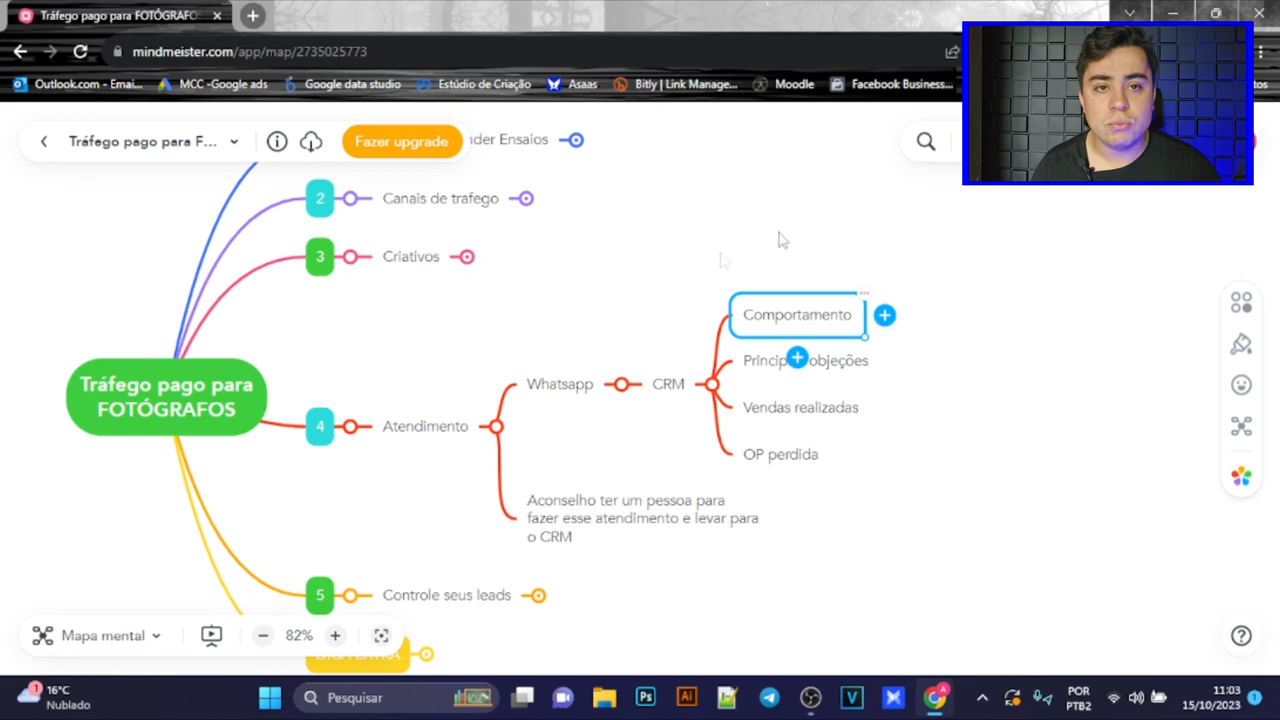 Tráfego pago para FOTÓGRAFO
mindmeister.com/app/map/2735025773
Outlook.com - Emai...
MCC -Google ads
Google data studio
Estúdio de Criação
Asaas
Bitly | Link Manage...
Moodle
Facebook Business...
Tráfego pago para F...
Fazer upgrade
nder Ensaios
2
Canais de trafego
3
Criativos
Comportamento
Princip
objeções
Tráfego pago para
FOTÓGRAFOS
Whatsapp
CRM
Vendas realizadas
4
Atendimento
OP perdida
Aconselho ter um pessoa para
fazer esse atendimento e levar para
o CRM
5
Controle seus leads
Mapa mental
82%
1
16°C
Nublado
Pesquisar
Ps
Ai
V
A
POR
PTB2
11:03
15/10/2023
1